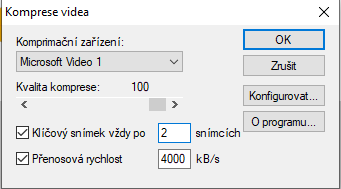 Komprese videa
Komprimační zařízení:
Microsoft Video 1
Kvalita komprese: 100
Klíčový snímek vždy po 2 snímcích
Přenosová rychlost 4000 kB/s
OK
Zrušit
Konfigurovat...
O programu...